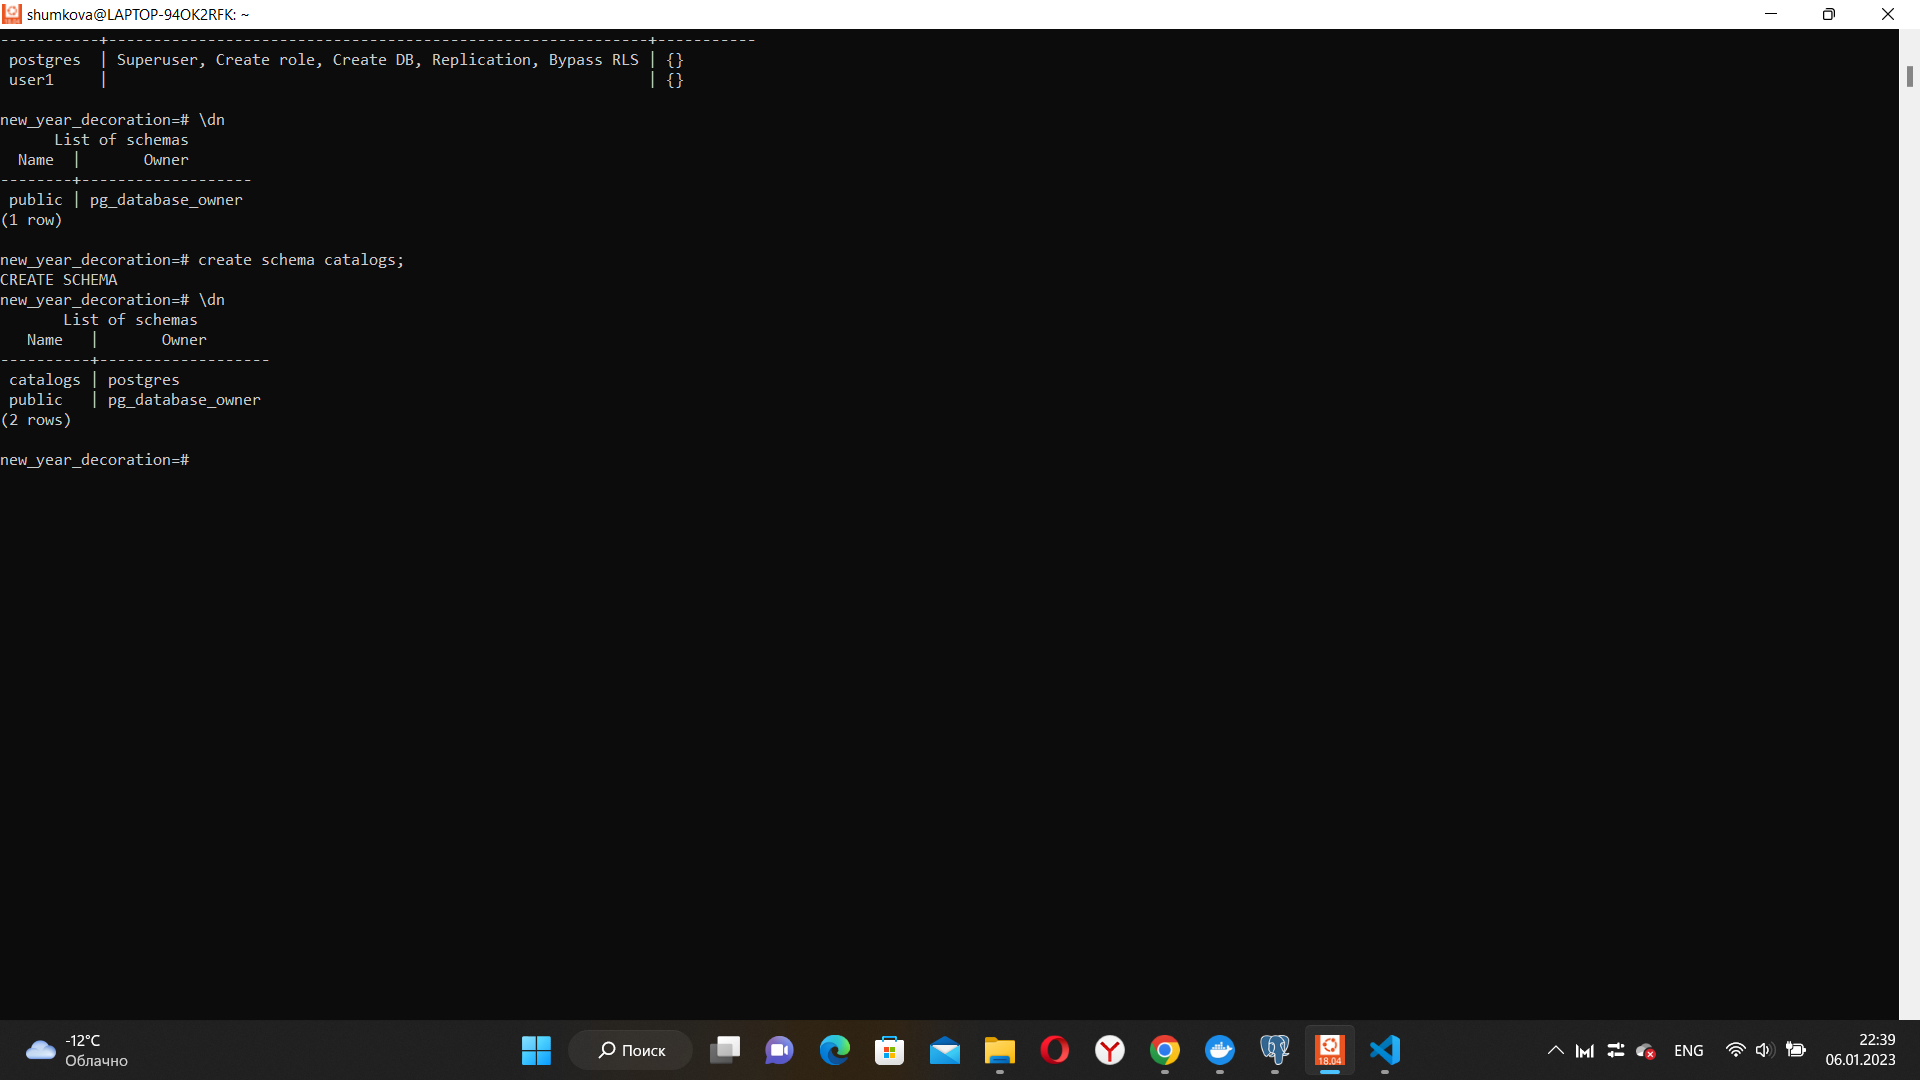 shumkova@LAPTOP-94OK2RFK: ~
-----------+------------------------------------------------------------+-----------
 postgres  | Superuser, Create role, Create DB, Replication, Bypass RLS | {}
 user1     |                                                            | {}
new_year_decoration=# \dn
      List of schemas
  Name  |       Owner
--------+-------------------
 public | pg_database_owner
(1 row)
new_year_decoration=# create schema catalogs;
CREATE SCHEMA
new_year_decoration=# \dn
       List of schemas
   Name   |       Owner
----------+-------------------
 catalogs | postgres
 public   | pg_database_owner
(2 rows)
new_year_decoration=#
-12°C
Облачно
Поиск
18.04
ENG
22:39
06.01.2023